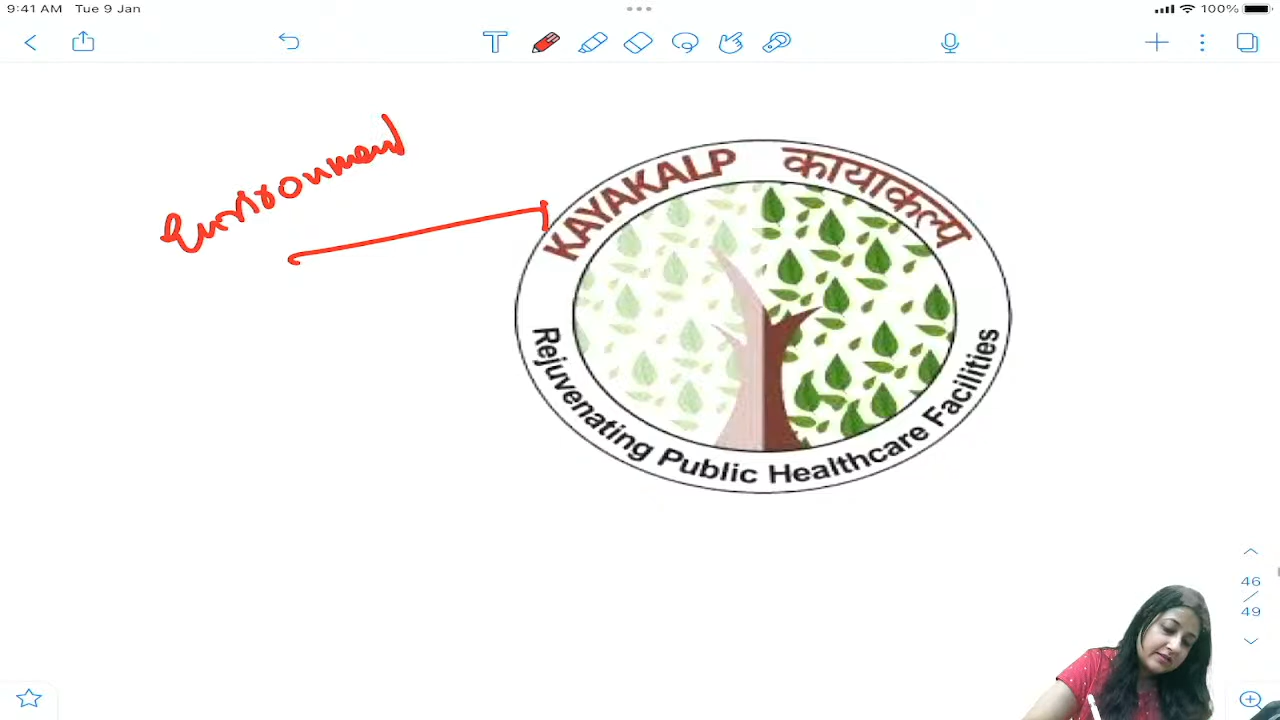 9:41 AM Tue 9 Jan
100%
T
Environment
KAYAKALP कायाकल्प
Rejuvenating Public Healthcare Facilities
46
49